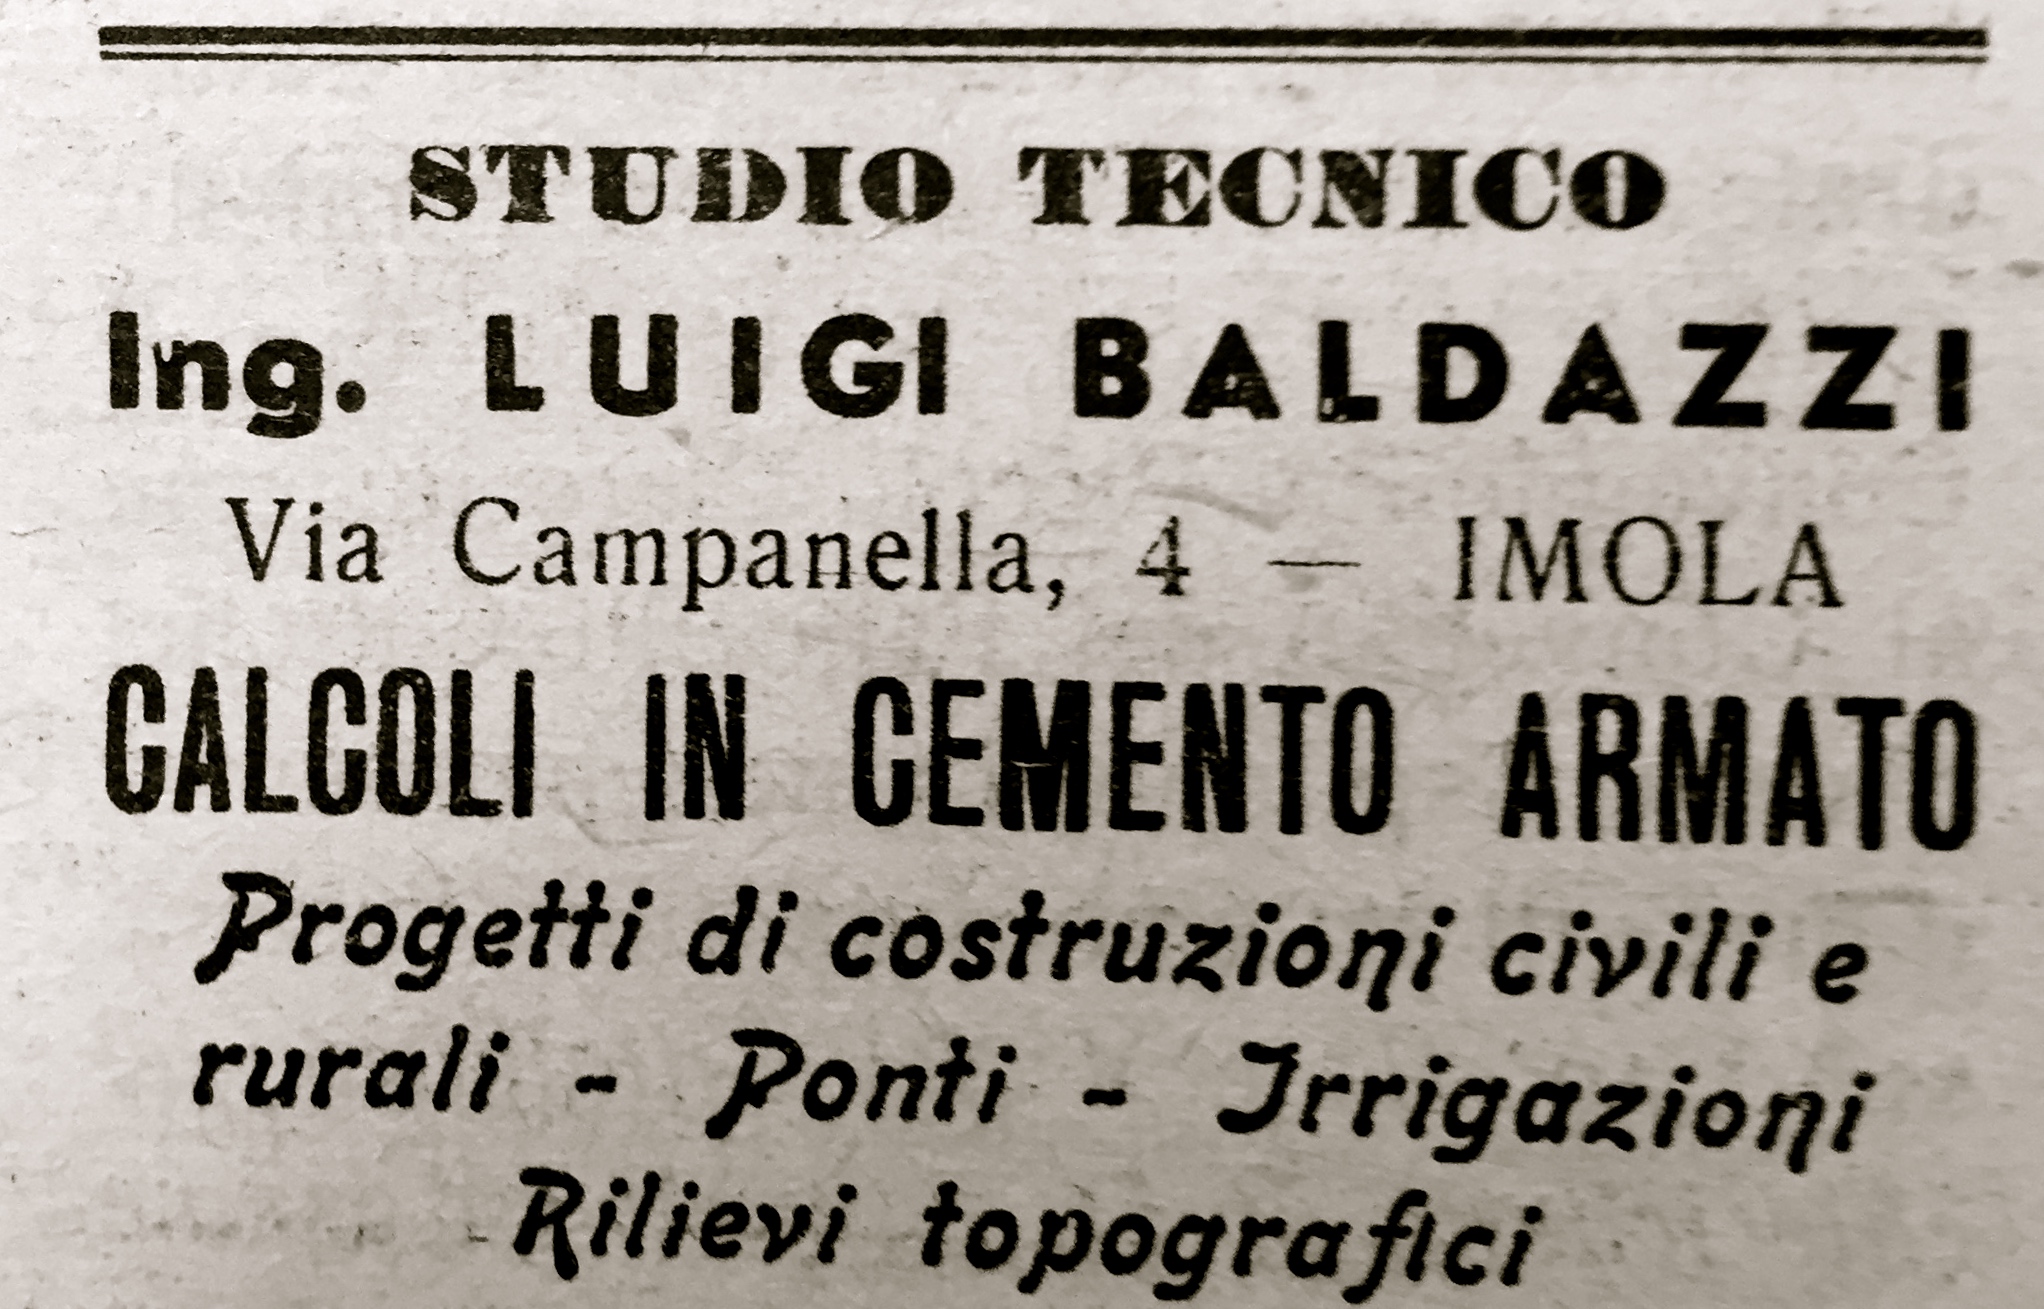 STUDIO TECNICO
Ing. LUIGI BALDAZZI
Via Campanella, 4 — IMOLA
CALCOLI IN CEMENTO ARMATO
Progetti di costruzioni civili e
rurali - Ponti - Irrigazioni
Rilievi topografici